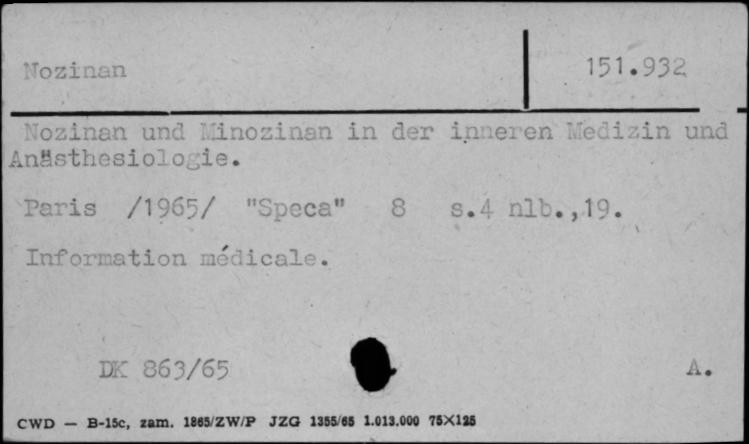 Nozinan
151.932
Nozinan und Minozinan in der inneren Medizin und
Anästhesiologie.
Paris /1965/ "Speca" 8 s.4 nlb.,19.
Information médicale.
DK 863/65
A.
CWD — B-15c, zam. 1865/ZW/P JZG 1355/65 1.013.000 75X125